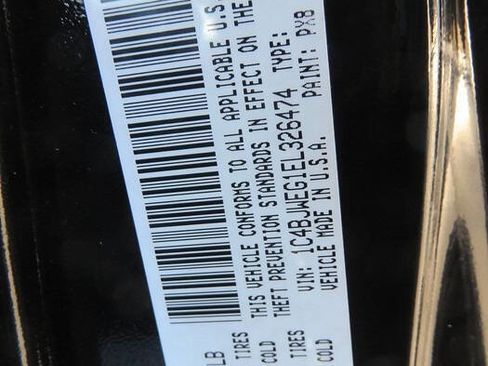 LB
TIRES
COLD
THIS VEHICLE CONFORMS TO ALL APPLICABLE U.S.
THEFT PREVENTION STANDARDS IN EFFECT ON THE
VIN: 1C4BJWEG1EL326474 TYPE:
VEHICLE MADE IN U.S.A. PAINT: PX8
TIRES
COLD